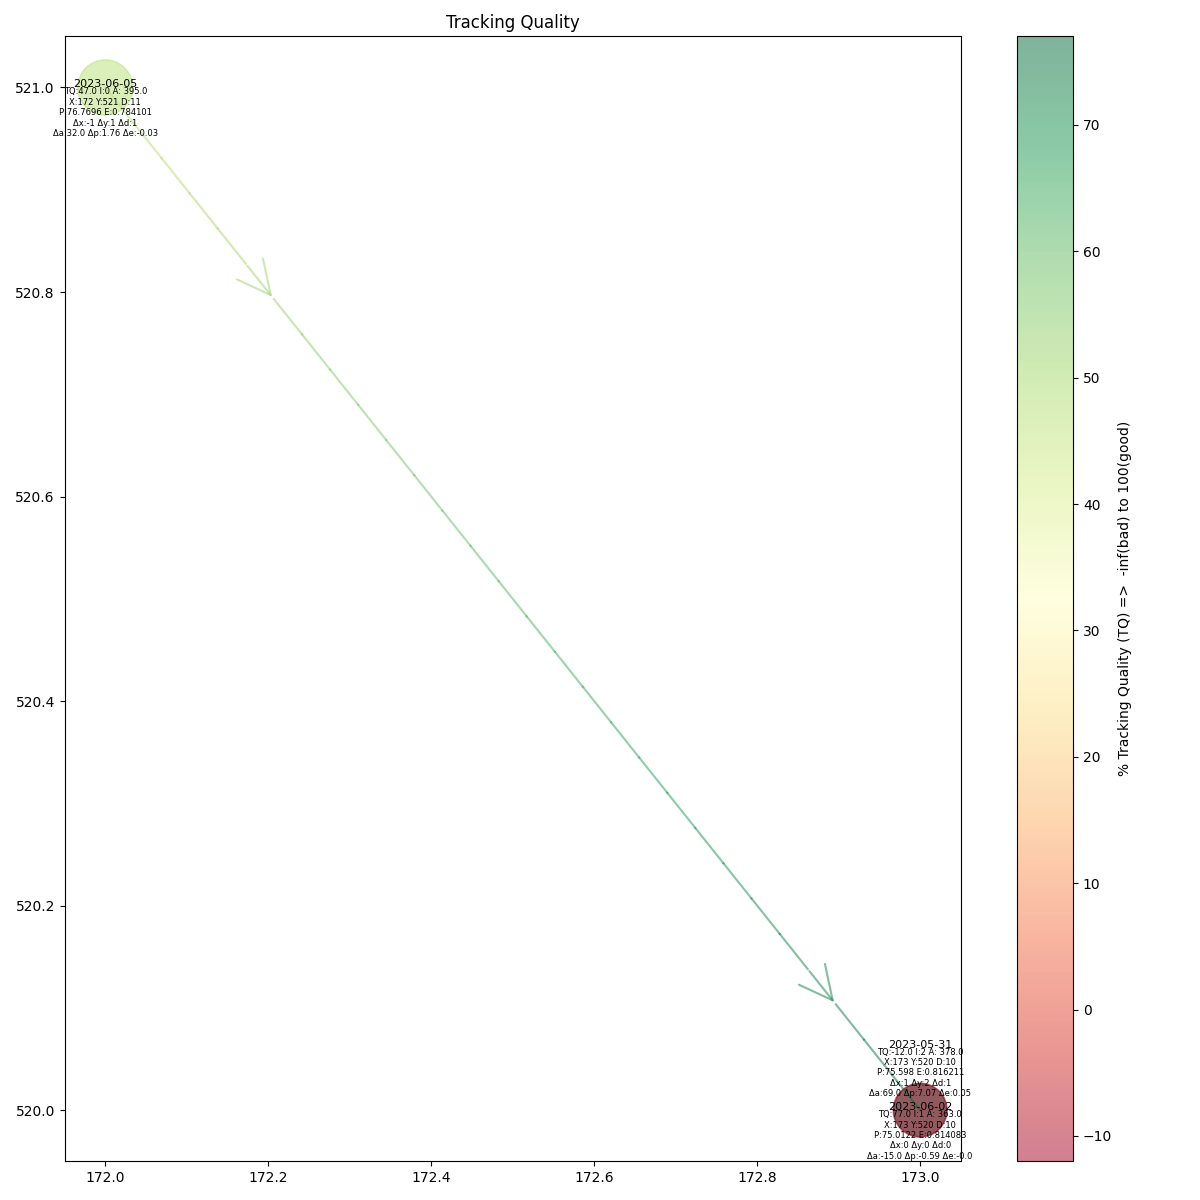 Tracking Quality
2023-06-05
TQ:47.0 I:0 A: 395.0
X:172 Y:521 D:11
P:76.7696 E:0.784101
Δx:-1 Δy:1 Δd:1
Δa:32.0 Δp:1.76 Δe:-0.03
2023-05-31
TQ:-12.0 I:2 A: 378.0
X:173 Y:520 D:10
P:75.598 E:0.816211
Δx:1 Δy:2 Δd:1
Δa:69.0 Δp:7.07 Δe:0.05
2023-06-02
TQ:77.0 I:1 A: 363.0
X:173 Y:520 D:10
P:75.0122 E:0.814083
Δx:0 Δy:0 Δd:0
Δa:-15.0 Δp:-0.59 Δe:-0.0
521.0
520.8
520.6
520.4
520.2
520.0
172.0
172.2
172.4
172.6
172.8
173.0
70
60
50
40
30
20
10
0
−10
% Tracking Quality (TQ) =>  -inf(bad) to 100(good)